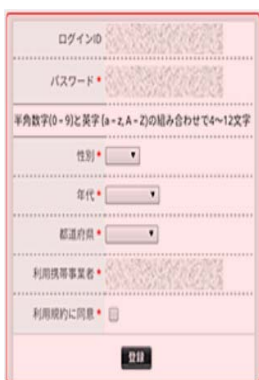 ログインID
パスワード *
半角数字(0-9)と英字(a-z,A-Z)の組み合わせで4～12文字
性別 *
年代 *
都道府県 *
利用携帯事業者 *
利用規約に同意 *
登録